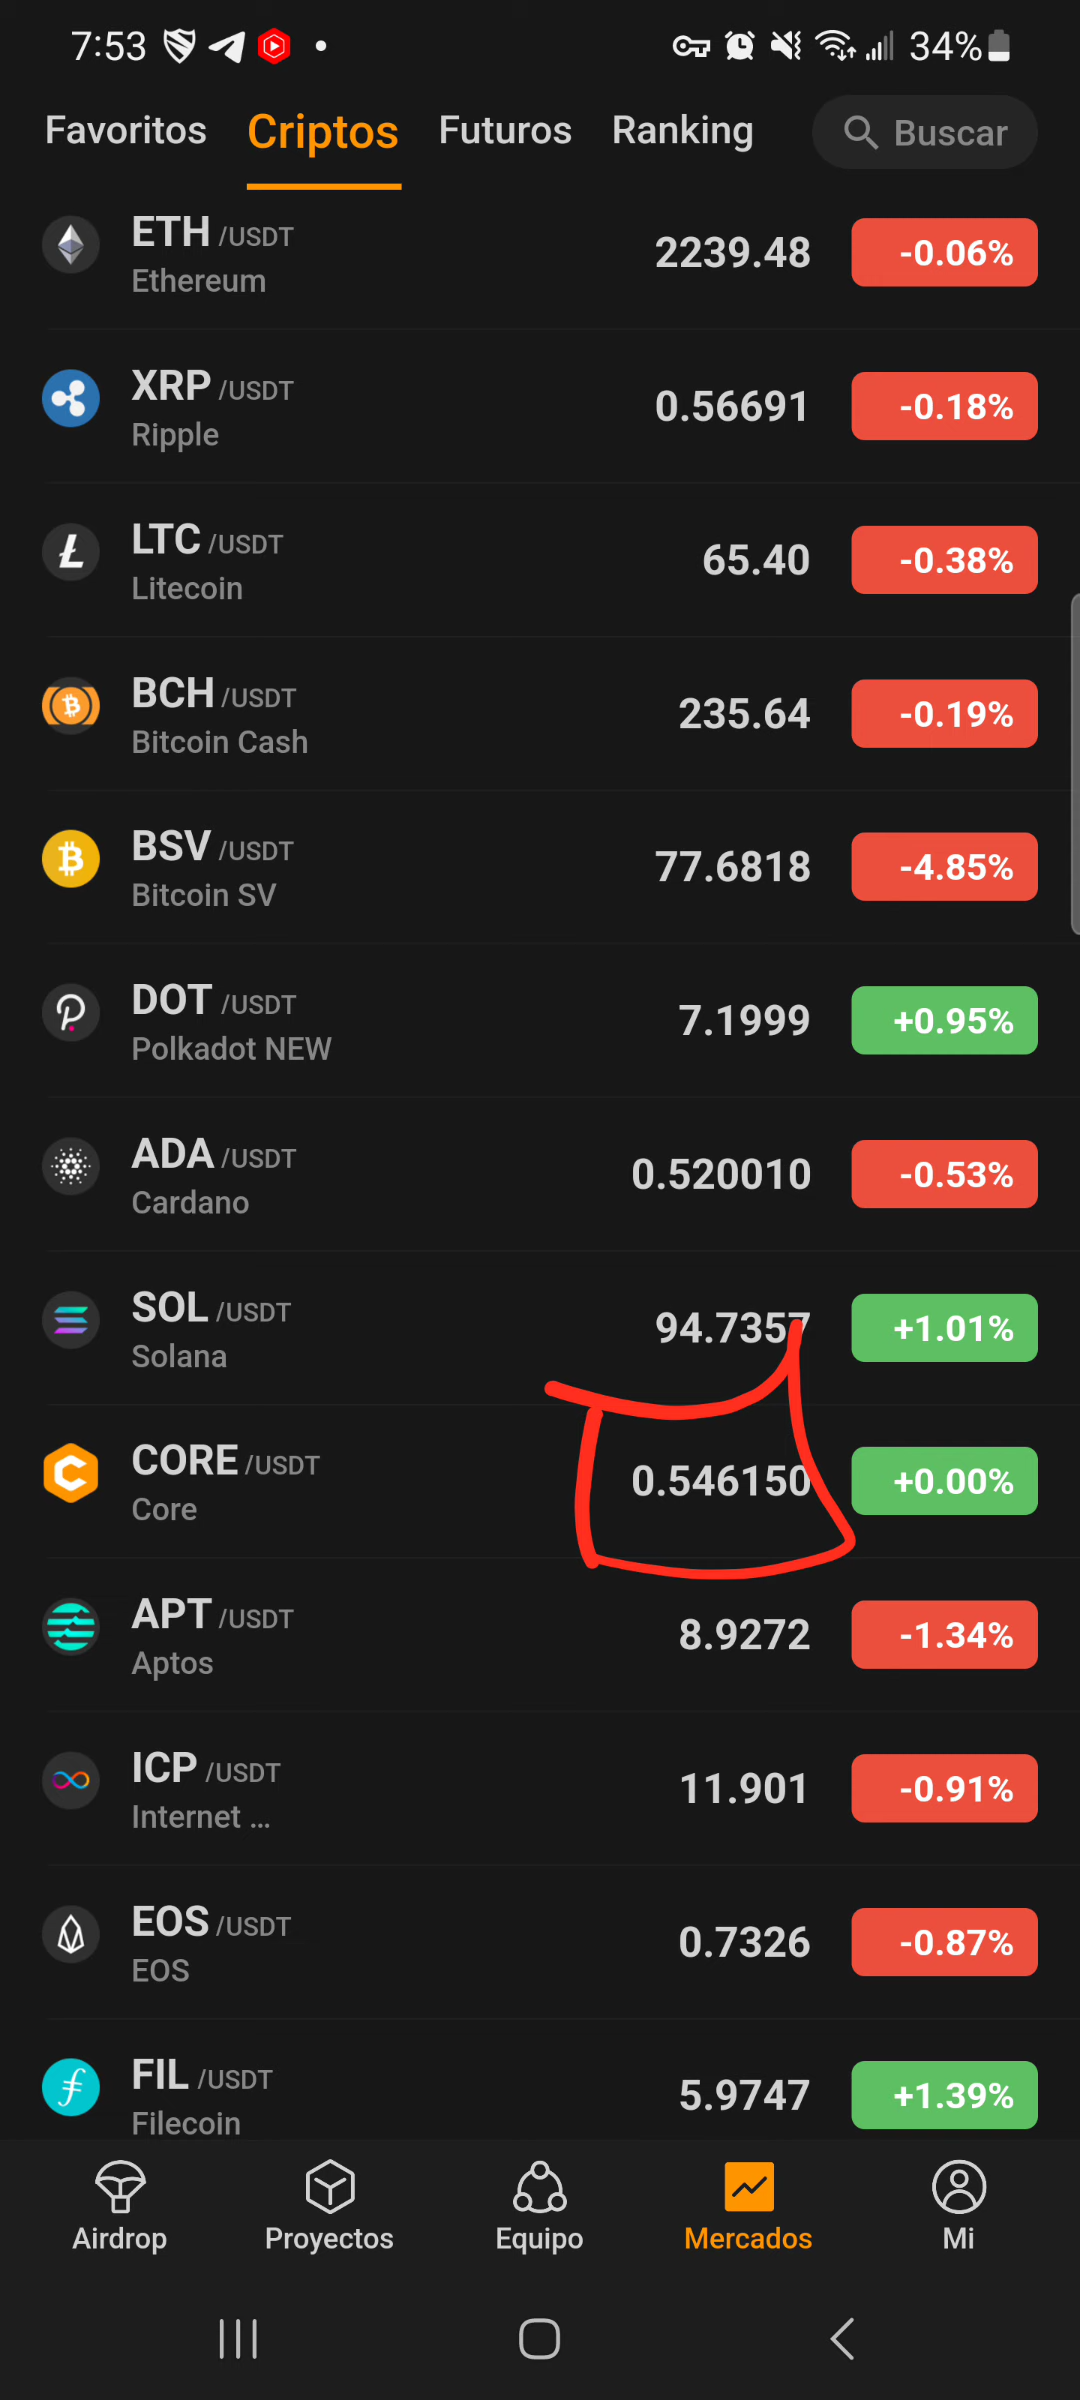 7:53 34%
Favoritos Criptos Futuros Ranking Buscar
ETH /USDT 2239.48 -0.06%
Ethereum
XRP /USDT 0.56691 -0.18%
Ripple
LTC /USDT 65.40 -0.38%
Litecoin
BCH /USDT 235.64 -0.19%
Bitcoin Cash
BSV /USDT 77.6818 -4.85%
Bitcoin SV
DOT /USDT 7.1999 +0.95%
Polkadot NEW
ADA /USDT 0.520010 -0.53%
Cardano
SOL /USDT 94.7357 +1.01%
Solana
CORE /USDT 0.546150 +0.00%
Core
APT /USDT 8.9272 -1.34%
Aptos
ICP /USDT 11.901 -0.91%
Internet ...
EOS /USDT 0.7326 -0.87%
EOS
FIL /USDT 5.9747 +1.39%
Filecoin
Airdrop Proyectos Equipo Mercados Mi